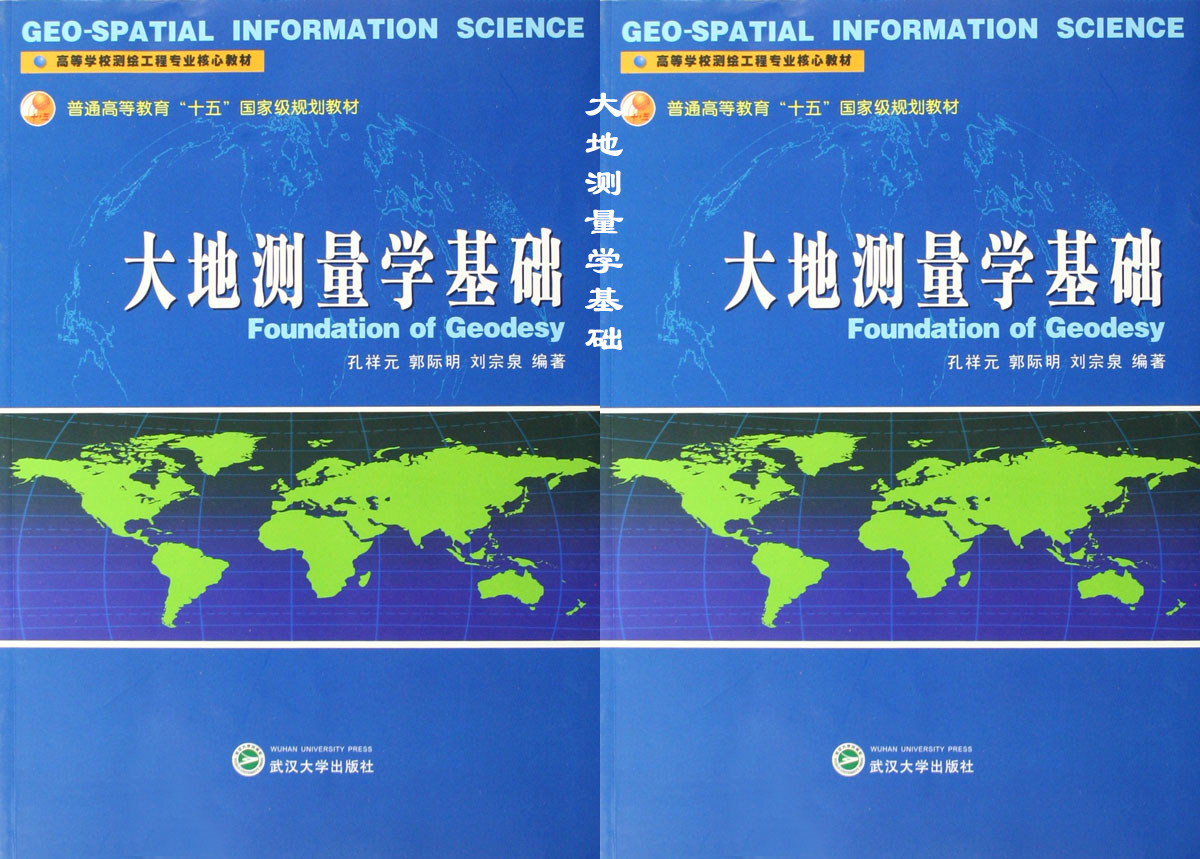 GEO-SPATIAL INFORMATION SCIENCE
高等学校测绘工程专业核心教材
普通高等教育“十五”国家级规划教材
大地测量学基础
Foundation of Geodesy
孔祥元 郭际明 刘宗泉 编著
WUHAN UNIVERSITY PRESS
武汉大学出版社
大地测量学基础
GEO-SPATIAL INFORMATION SCIENCE
高等学校测绘工程专业核心教材
普通高等教育“十五”国家级规划教材
大地测量学基础
Foundation of Geodesy
孔祥元 郭际明 刘宗泉 编著
WUHAN UNIVERSITY PRESS
武汉大学出版社